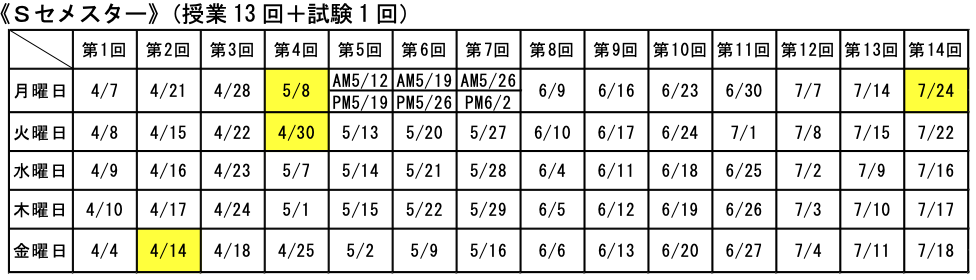 《Ｓセメスター》（授業13回＋試験1回）
第1回 第2回 第3回 第4回 第5回 第6回 第7回 第8回 第9回 第10回 第11回 第12回 第13回 第14回
月曜日 4/7 4/21 4/28 5/8 AM5/12 AM5/19 AM5/26 6/9 6/16 6/23 6/30 7/7 7/14 7/24
PM5/19 PM5/26 PM6/2
火曜日 4/8 4/15 4/22 4/30 5/13 5/20 5/27 6/10 6/17 6/24 7/1 7/8 7/15 7/22
水曜日 4/9 4/16 4/23 5/7 5/14 5/21 5/28 6/4 6/11 6/18 6/25 7/2 7/9 7/16
木曜日 4/10 4/17 4/24 5/1 5/15 5/22 5/29 6/5 6/12 6/19 6/26 7/3 7/10 7/17
金曜日 4/4 4/14 4/18 4/25 5/2 5/9 5/16 6/6 6/13 6/20 6/27 7/4 7/11 7/18